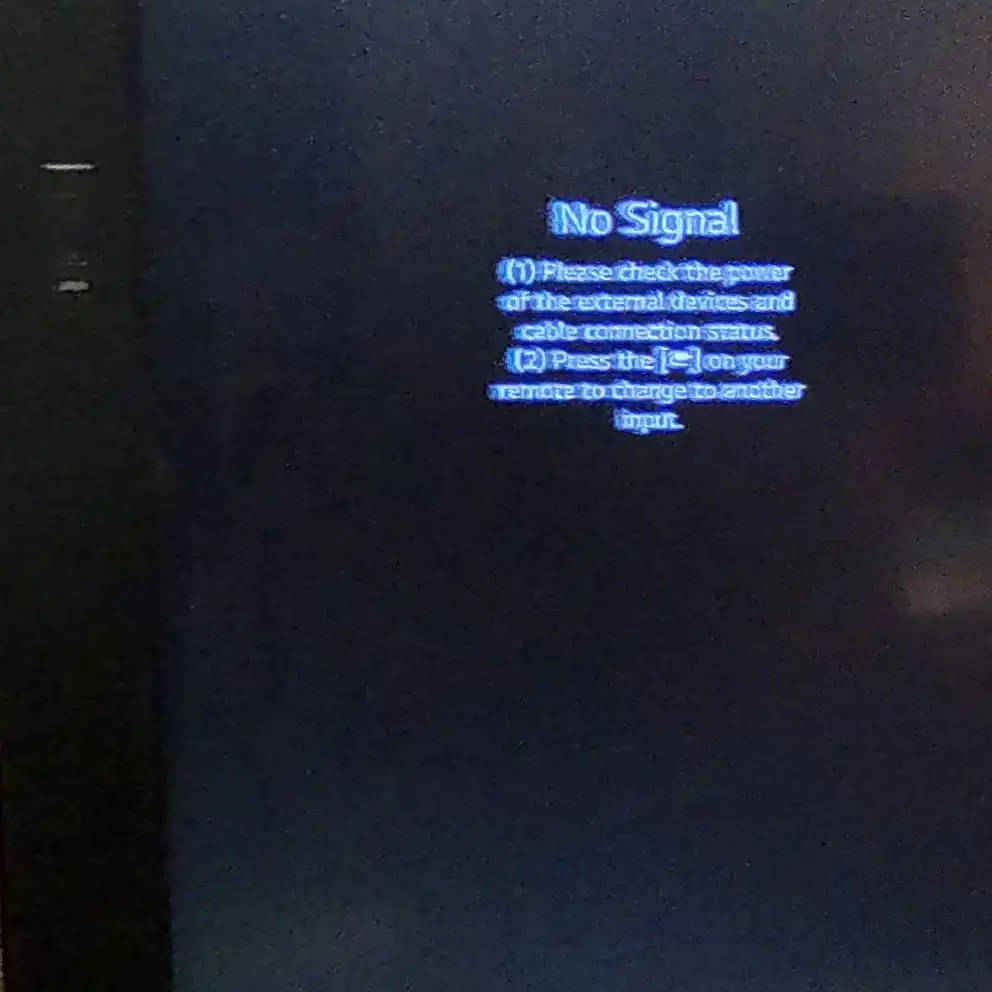 No Signal
(1) Please check the power
of the external devices and
cable connection status.
(2) Press the [⮐] on your
remote to change to another
input.